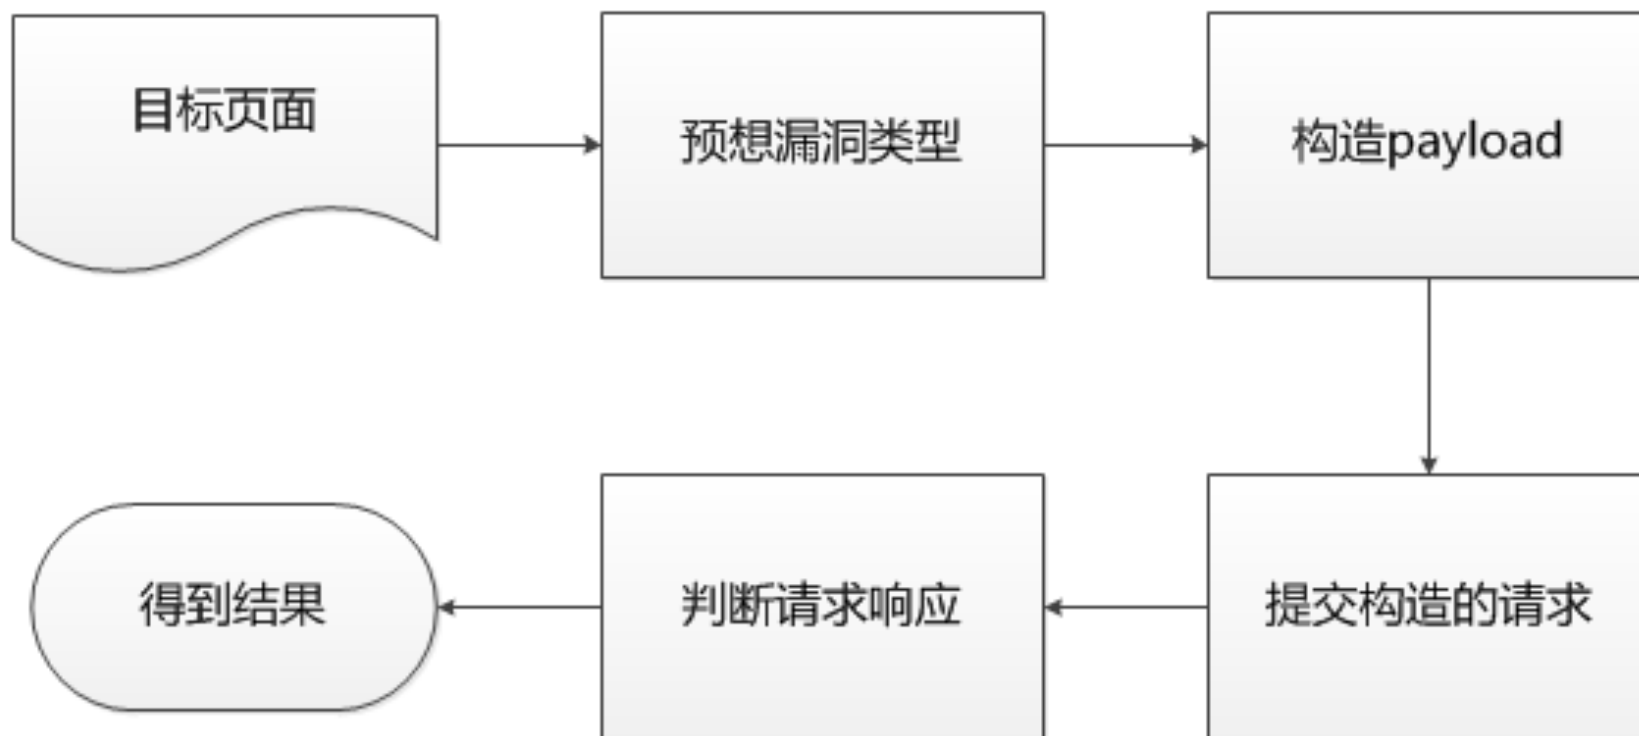 目标页面
预想漏洞类型
构造payload
提交构造的请求
判断请求响应
得到结果